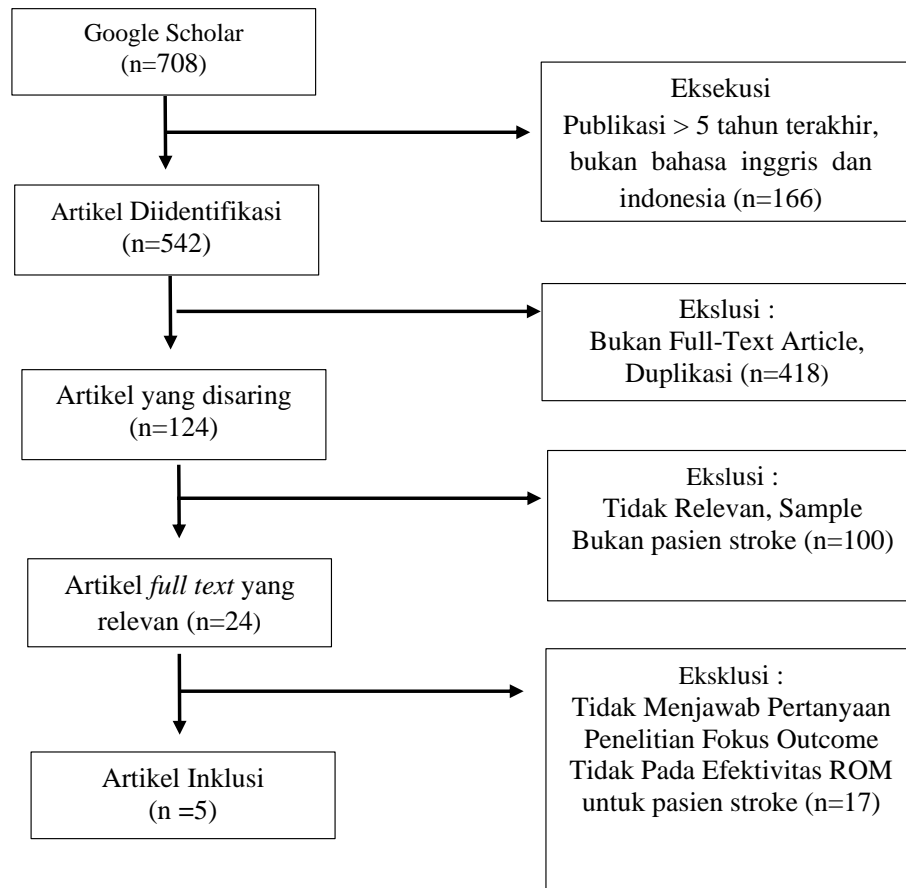 Google Scholar
(n=708)
Eksekusi
Publikasi > 5 tahun terakhir,
bukan bahasa inggris dan
indonesia (n=166)
Artikel Diidentifikasi
(n=542)
Ekslusi :
Bukan Full-Text Article,
Duplikasi (n=418)
Artikel yang disaring
(n=124)
Ekslusi :
Tidak Relevan, Sample
Bukan pasien stroke (n=100)
Artikel full text yang
relevan (n=24)
Eksklusi :
Tidak Menjawab Pertanyaan
Penelitian Fokus Outcome
Tidak Pada Efektivitas ROM
untuk pasien stroke (n=17)
Artikel Inklusi
(n =5)